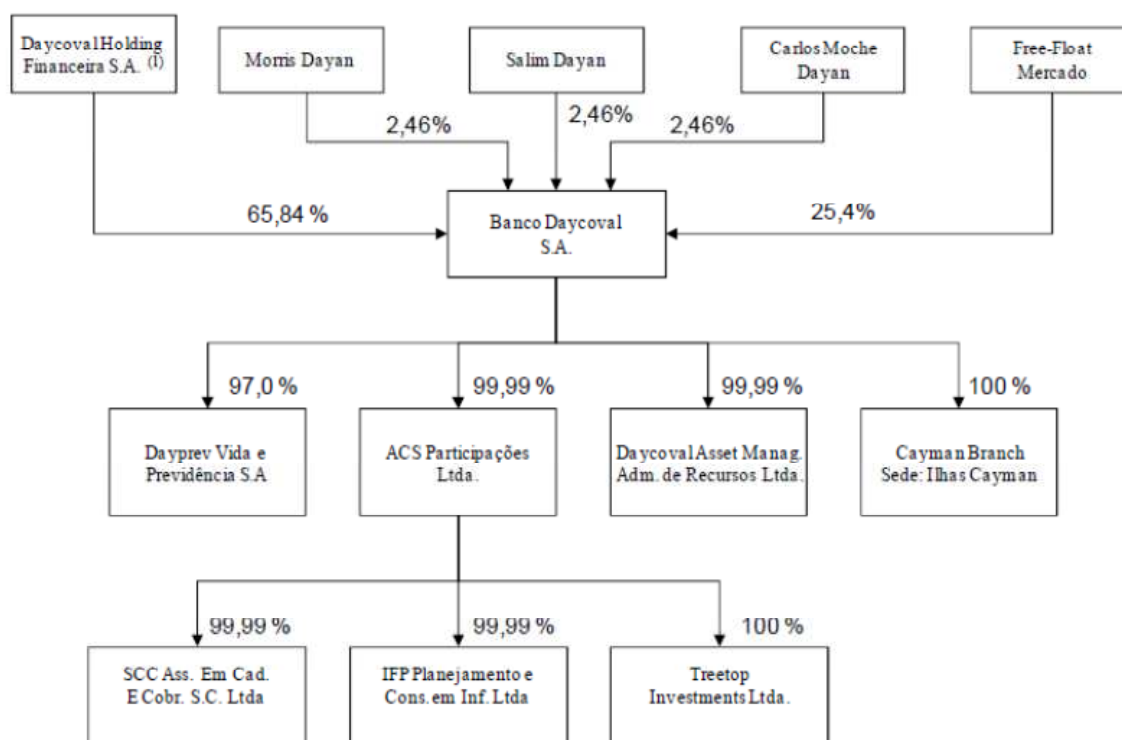 Daycoval Holding
Financeira S.A. (1)
Morris Dayan
Salim Dayan
Carlos Moche
Dayan
Free-Float
Mercado
2,46%
2,46%
2,46%
65,84 %
25,4%
Banco Daycoval
S.A.
97,0 %
99,99 %
99,99 %
100 %
Dayprev Vida e
Previdência S.A
ACS Participações
Ltda.
Daycoval Asset Manag.
Adm. de Recursos Ltda.
Cayman Branch
Sede: Ilhas Cayman
99,99 %
99,99 %
100 %
SCC Ass. Em Cad.
E Cobr. S.C. Ltda
IFP Planejamento e
Cons. em Inf. Ltda
Treetop
Investments Ltda.